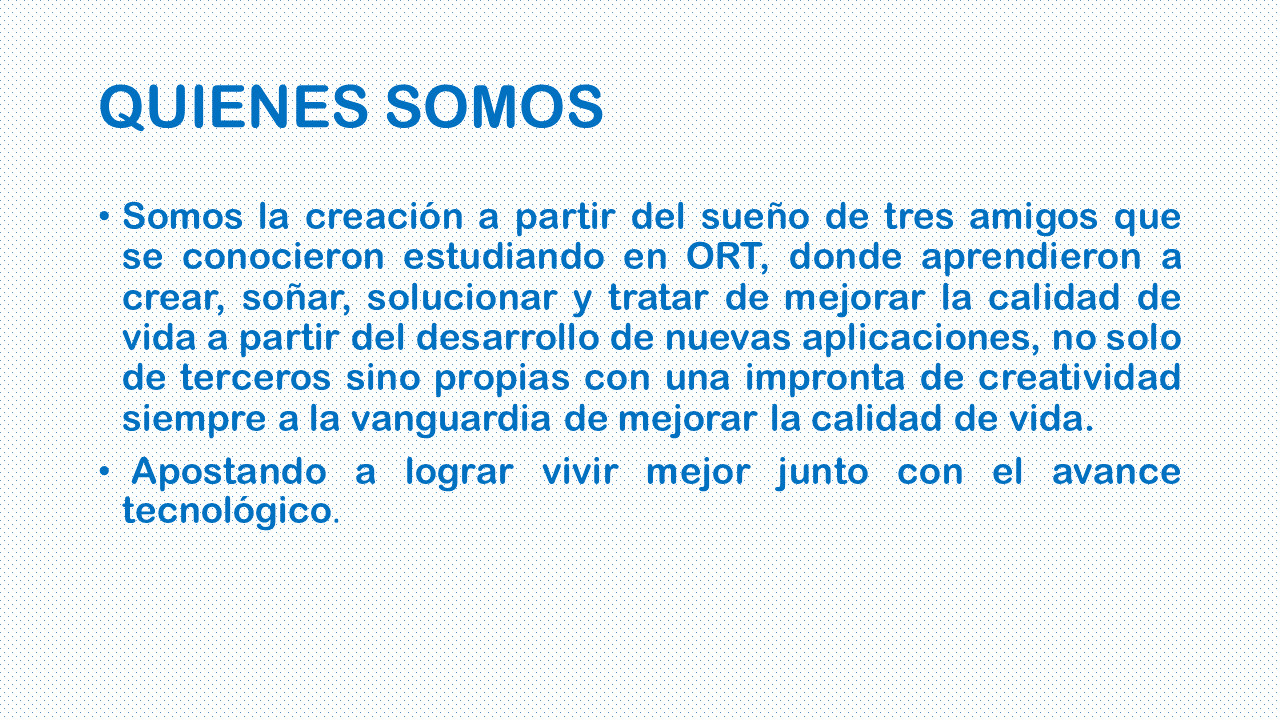 QUIENES SOMOS
• Somos la creación a partir del sueño de tres amigos que
se conocieron estudiando en ORT, donde aprendieron a
crear, soñar, solucionar y tratar de mejorar la calidad de
vida a partir del desarrollo de nuevas aplicaciones, no solo
de terceros sino propias con una impronta de creatividad
siempre a la vanguardia de mejorar la calidad de vida.
• Apostando a lograr vivir mejor junto con el avance
tecnológico.